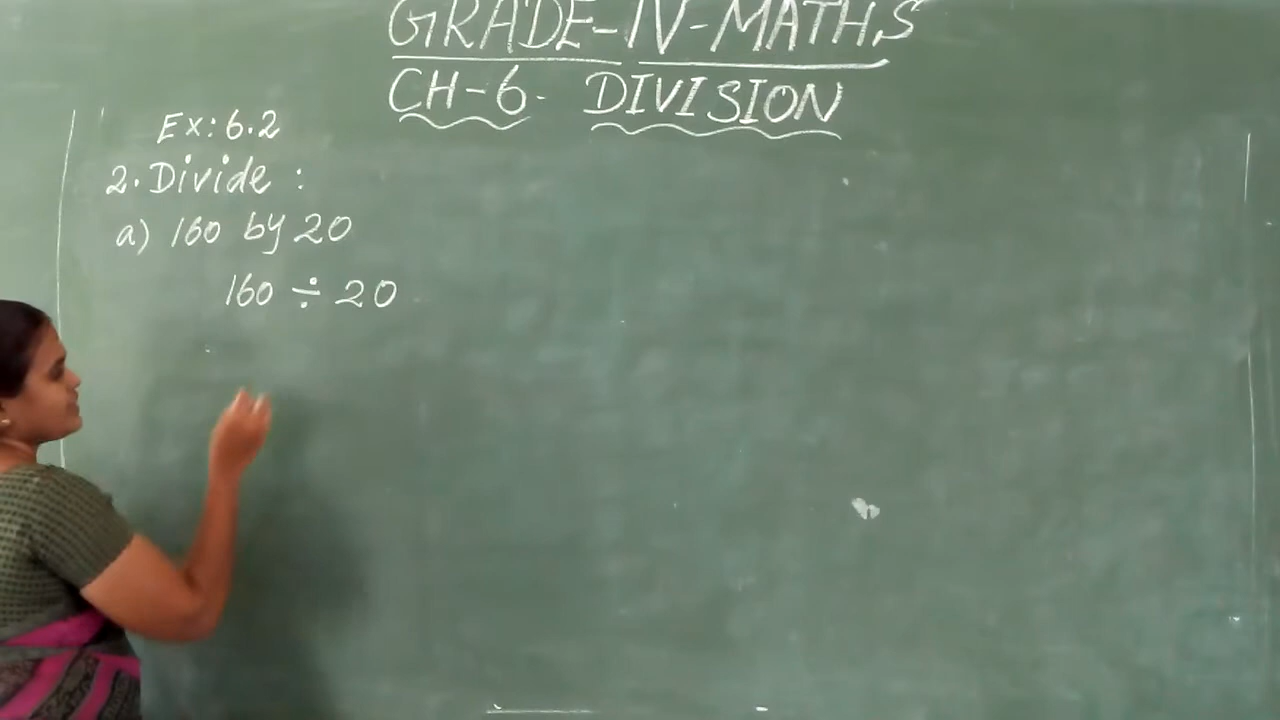 GRADE-IV-MATHS
CH-6. DIVISION
Ex: 6.2
2. Divide :
a) 160 by 20
160 ÷ 20